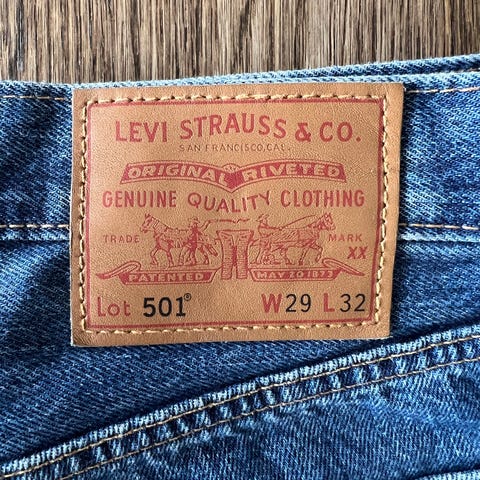 LEVI STRAUSS & CO.
SAN FRANCISCO, CAL.
ORIGINAL RIVETED
GENUINE QUALITY CLOTHING
TRADE MARK
XX
PATENTED MAY 20 1873
Lot 501® W29 L32